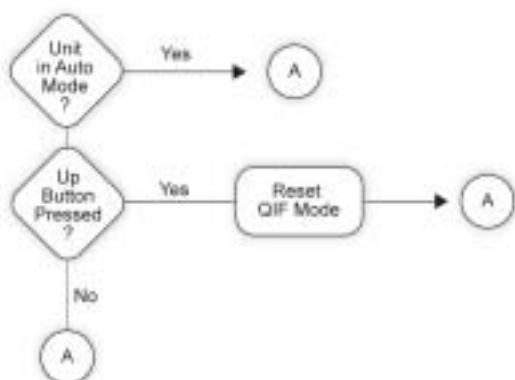 Unit
in Auto
Mode
?
Yes
A
Up
Button
Pressed
?
Yes
Reset
QIF Mode
A
No
A